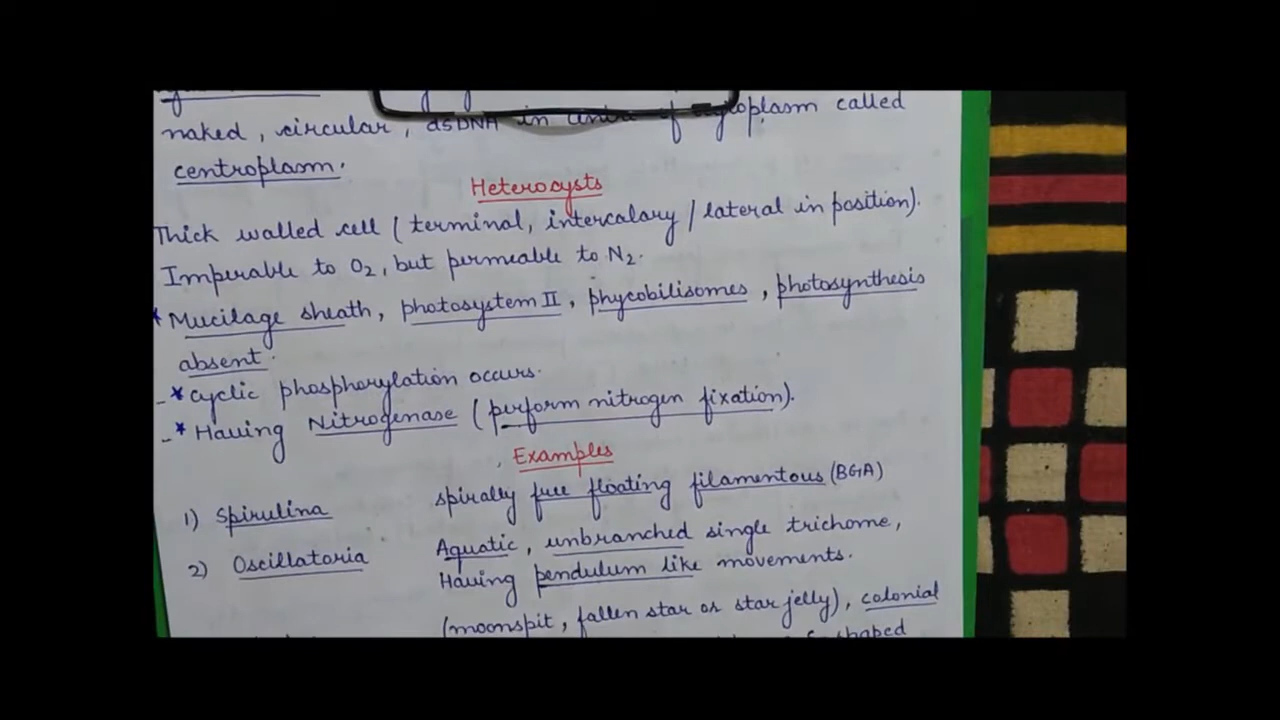 naked, circular, dsDNA in centre of cytoplasm called
centroplasm.
Heterocysts
Thick walled cell (terminal, intercalary / lateral in position).
Imperable to O2, but permeable to N2.
* Mucilage sheath, photosystem II, phycobilisomes, photosynthesis
absent.
- * Cyclic phosphorylation occurs.
- * Having Nitrogenase (perform nitrogen fixation).
Examples
1) Spirulina spirally free floating filamentous (BGA)
2) Oscillatoria Aquatic, unbranched single trichome,
Having pendulum like movements.
(moonspit, fallen star or star jelly), colonial
shaped